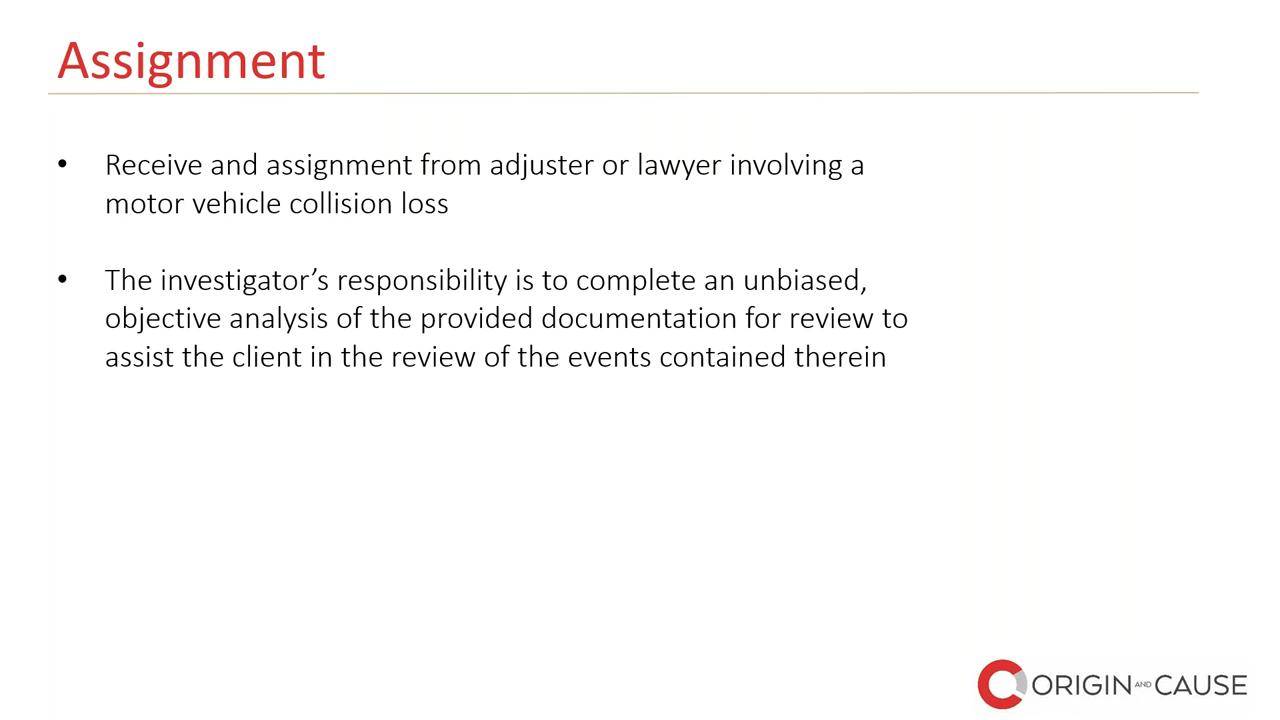 Assignment
• Receive and assignment from adjuster or lawyer involving a
motor vehicle collision loss
• The investigator’s responsibility is to complete an unbiased,
objective analysis of the provided documentation for review to
assist the client in the review of the events contained therein
ORIGIN AND CAUSE